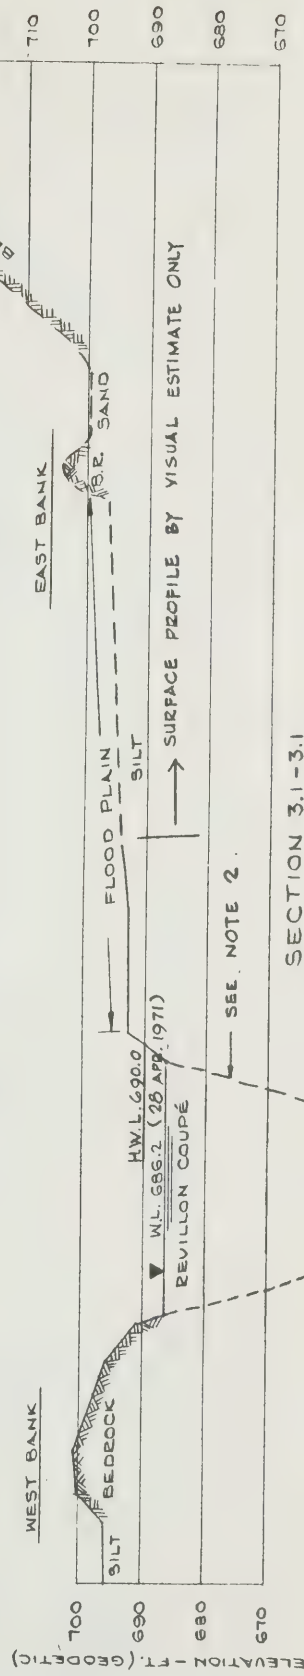 WEST BANK
EAST BANK
ELEVATION - FT. (GEODETIC)
700
690
680
670
710
700
690
680
670
SILT
BEDROCK
H.W.L. 690.0
W.L. 686.2 (28 APR. 1971)
REVILLON COUPÉ
FLOOD PLAIN
SILT
B.R.
SAND
SURFACE PROFILE BY VISUAL ESTIMATE ONLY
SEE NOTE 2.
SECTION 3.1-3.1